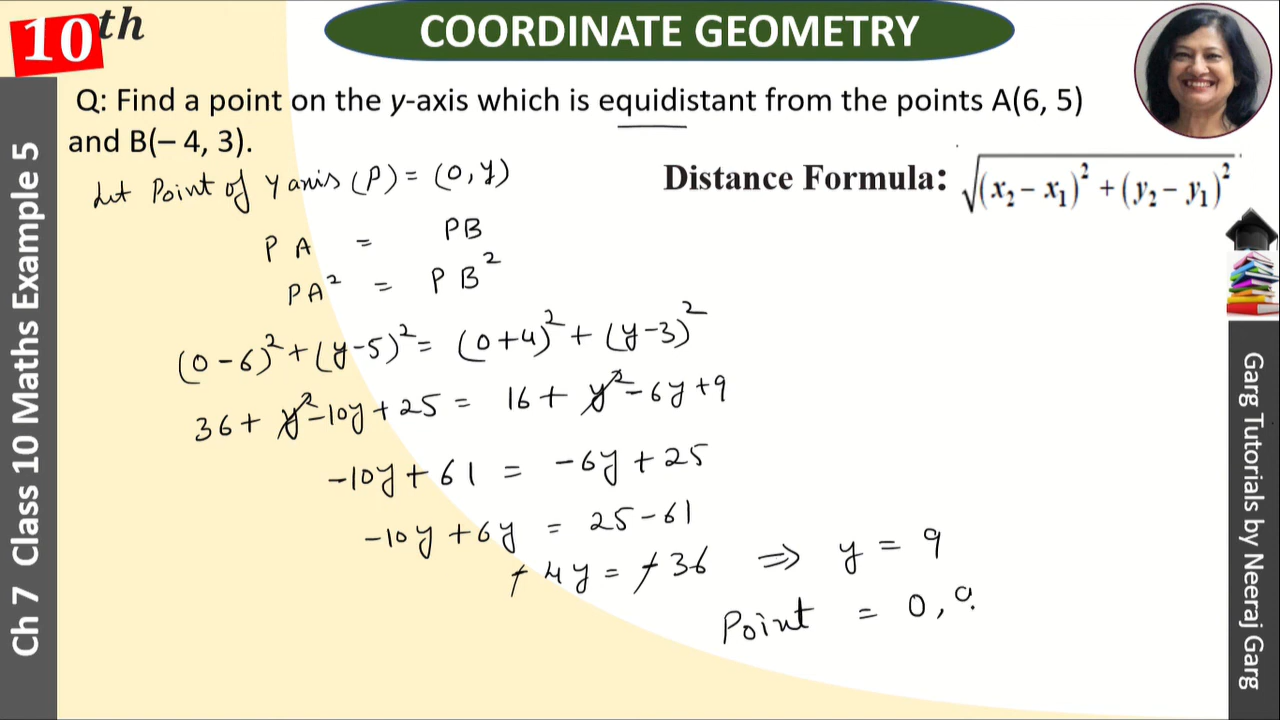 10th
COORDINATE GEOMETRY
Q: Find a point on the y-axis which is equidistant from the points A(6, 5)
and B(– 4, 3).
Let Point of Y axis (P) = (0, y)
Distance Formula: √(x₂ – x₁)² + (y₂ – y₁)²
PA = PB
PA² = PB²
(0-6)² + (y-5)² = (0+4)² + (y-3)²
36 + y² - 10y + 25 = 16 + y² - 6y + 9
-10y + 61 = -6y + 25
-10y + 6y = 25 - 61
-4y = -36 ⇒ y = 9
Point = 0, 9
Ch 7 Class 10 Maths Example 5
Garg Tutorials by Neeraj Garg